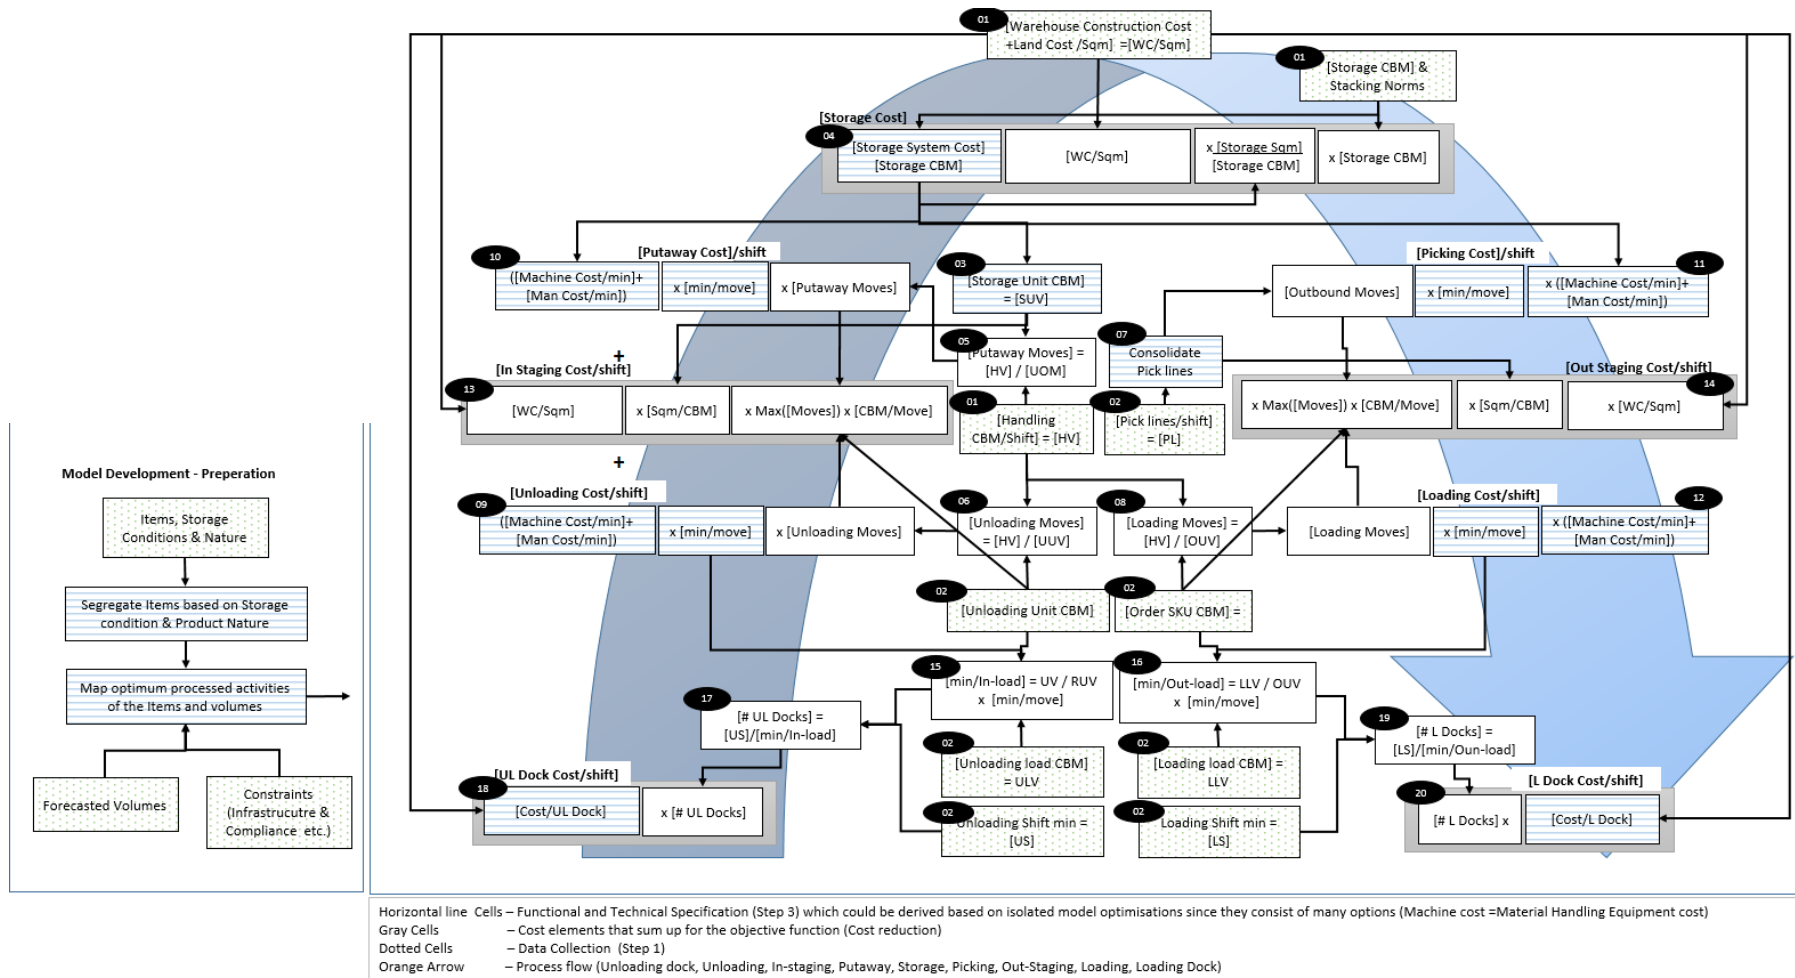 01
[Warehouse Construction Cost
+Land Cost /Sqm] =[WC/Sqm]
01
[Storage CBM] &
Stacking Norms
[Storage Cost]
04
[Storage System Cost]
[Storage CBM]
[WC/Sqm]
x [Storage Sqm]
[Storage CBM]
x [Storage CBM]
[Putaway Cost]/shift
10
([Machine Cost/min]+
[Man Cost/min])
x [min/move]
x [Putaway Moves]
03
[Storage Unit CBM]
= [SUV]
[Picking Cost]/shift
11
[Outbound Moves]
x [min/move]
x ([Machine Cost/min]+
[Man Cost/min])
05
[Putaway Moves] =
[HV] / [UOM]
07
Consolidate
Pick lines
+
[In Staging Cost/shift]
13
[WC/Sqm]
x [Sqm/CBM]
x Max([Moves]) x [CBM/Move]
01
[Handling
CBM/Shift] = [HV]
02
[Pick lines/shift]
= [PL]
[Out Staging Cost/shift]
14
x Max([Moves]) x [CBM/Move]
x [Sqm/CBM]
x [WC/Sqm]
+
[Unloading Cost/shift]
09
([Machine Cost/min]+
[Man Cost/min])
x [min/move]
x [Unloading Moves]
06
[Unloading Moves]
= [HV] / [UUV]
08
[Loading Moves] =
[HV] / [OUV]
[Loading Cost/shift]
12
[Loading Moves]
x [min/move]
x ([Machine Cost/min]+
[Man Cost/min])
02
[Unloading Unit CBM]
02
[Order SKU CBM] =
15
[min/In-load] = UV / RUV
x [min/move]
16
[min/Out-load] = LLV / OUV
x [min/move]
17
[# UL Docks] =
[US]/[min/In-load]
19
[# L Docks] =
[LS]/[min/Oun-load]
02
[Unloading load CBM]
= ULV
02
[Loading load CBM] =
LLV
[UL Dock Cost/shift]
18
[Cost/UL Dock]
x [# UL Docks]
02
Unloading Shift min =
[US]
02
Loading Shift min =
[LS]
[L Dock Cost/shift]
20
[# L Docks] x
[Cost/L Dock]
Model Development - Preperation
Items, Storage
Conditions & Nature
Segregate Items based on Storage
condition & Product Nature
Map optimum processed activities
of the Items and volumes
Forecasted Volumes
Constraints
(Infrastrucutre &
Compliance etc.)
Horizontal line Cells – Functional and Technical Specification (Step 3) which could be derived based on isolated model optimisations since they consist of many options (Machine cost =Material Handling Equipment cost)
Gray Cells – Cost elements that sum up for the objective function (Cost reduction)
Dotted Cells – Data Collection (Step 1)
Orange Arrow – Process flow (Unloading dock, Unloading, In-staging, Putaway, Storage, Picking, Out-Staging, Loading, Loading Dock)